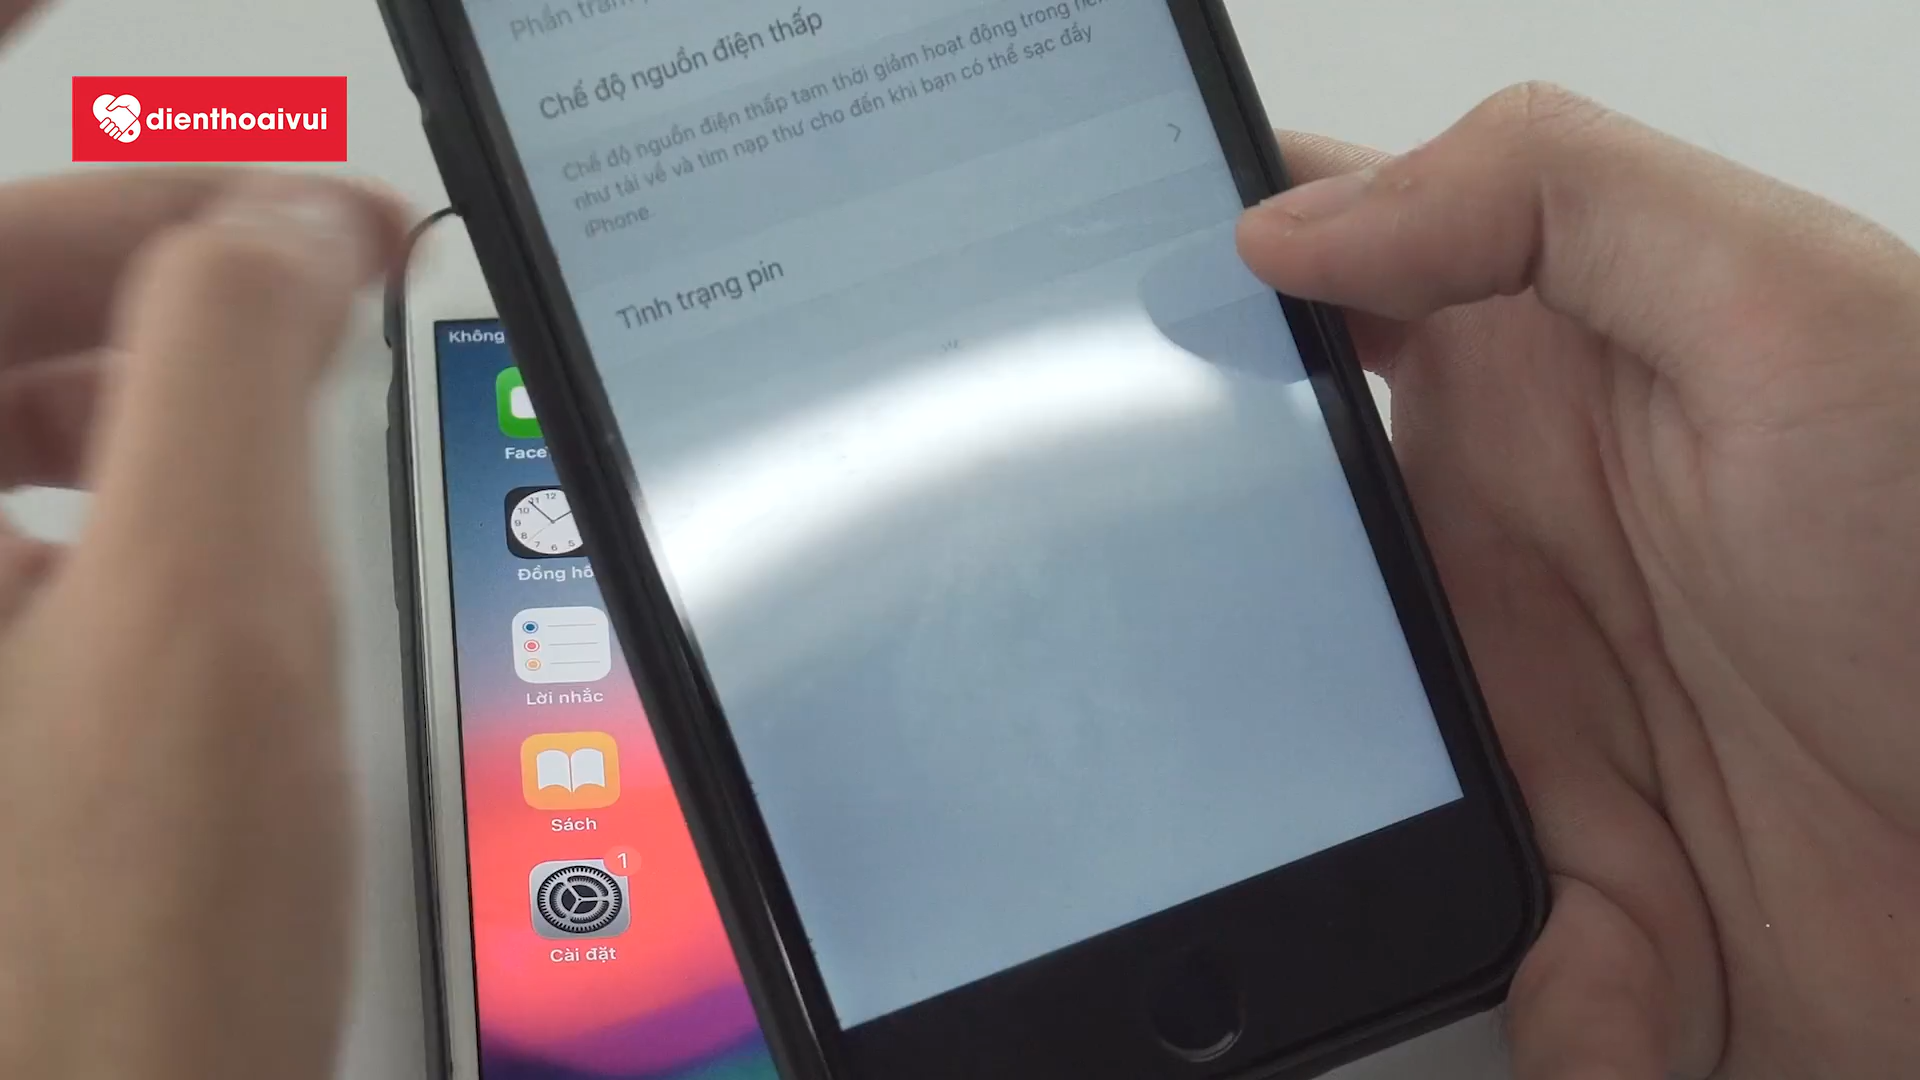 dienthoaivui
Phần trăm
Chế độ nguồn điện thấp
Chế độ nguồn điện thấp tạm thời giảm hoạt động trong
như tải về và tìm nạp thư cho đến khi bạn có thể sạc đầy
iPhone.
Tình trạng pin
Không
Face
Đồng hồ
Lời nhắc
Sách
1
Cài đặt